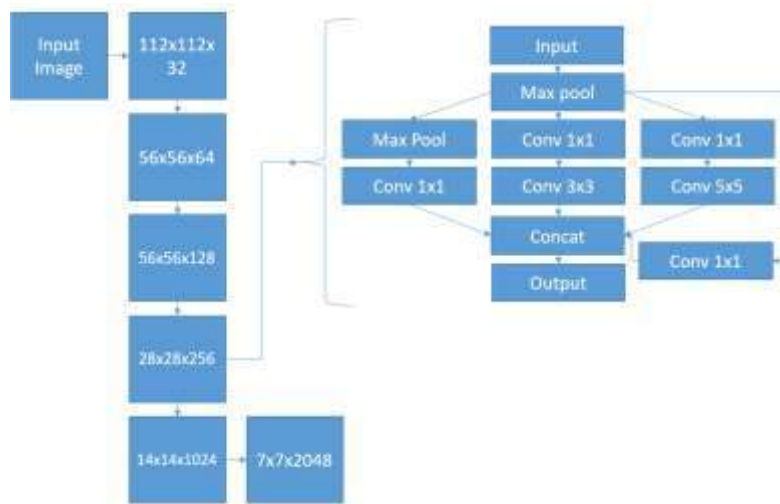 Input
Image
112x112x
32
56x56x64
56x56x128
28x28x256
14x14x1024
7x7x2048
Input
Max pool
Max Pool
Conv 1x1
Conv 1x1
Conv 1x1
Conv 3x3
Conv 5x5
Concat
Conv 1x1
Output